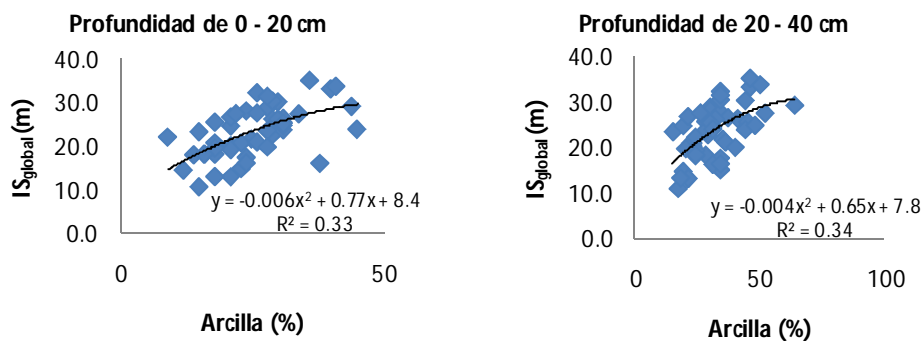 Profundidad de 0 - 20 cm
40.0
30.0
20.0
10.0
0.0
ISglobal (m)
y = -0.006x² + 0.77x + 8.4
R² = 0.33
0
50
Arcilla (%)
Profundidad de 20 - 40 cm
40.0
30.0
20.0
10.0
0.0
ISglobal (m)
y = -0.004x² + 0.65x + 7.8
R² = 0.34
0
50
100
Arcilla (%)